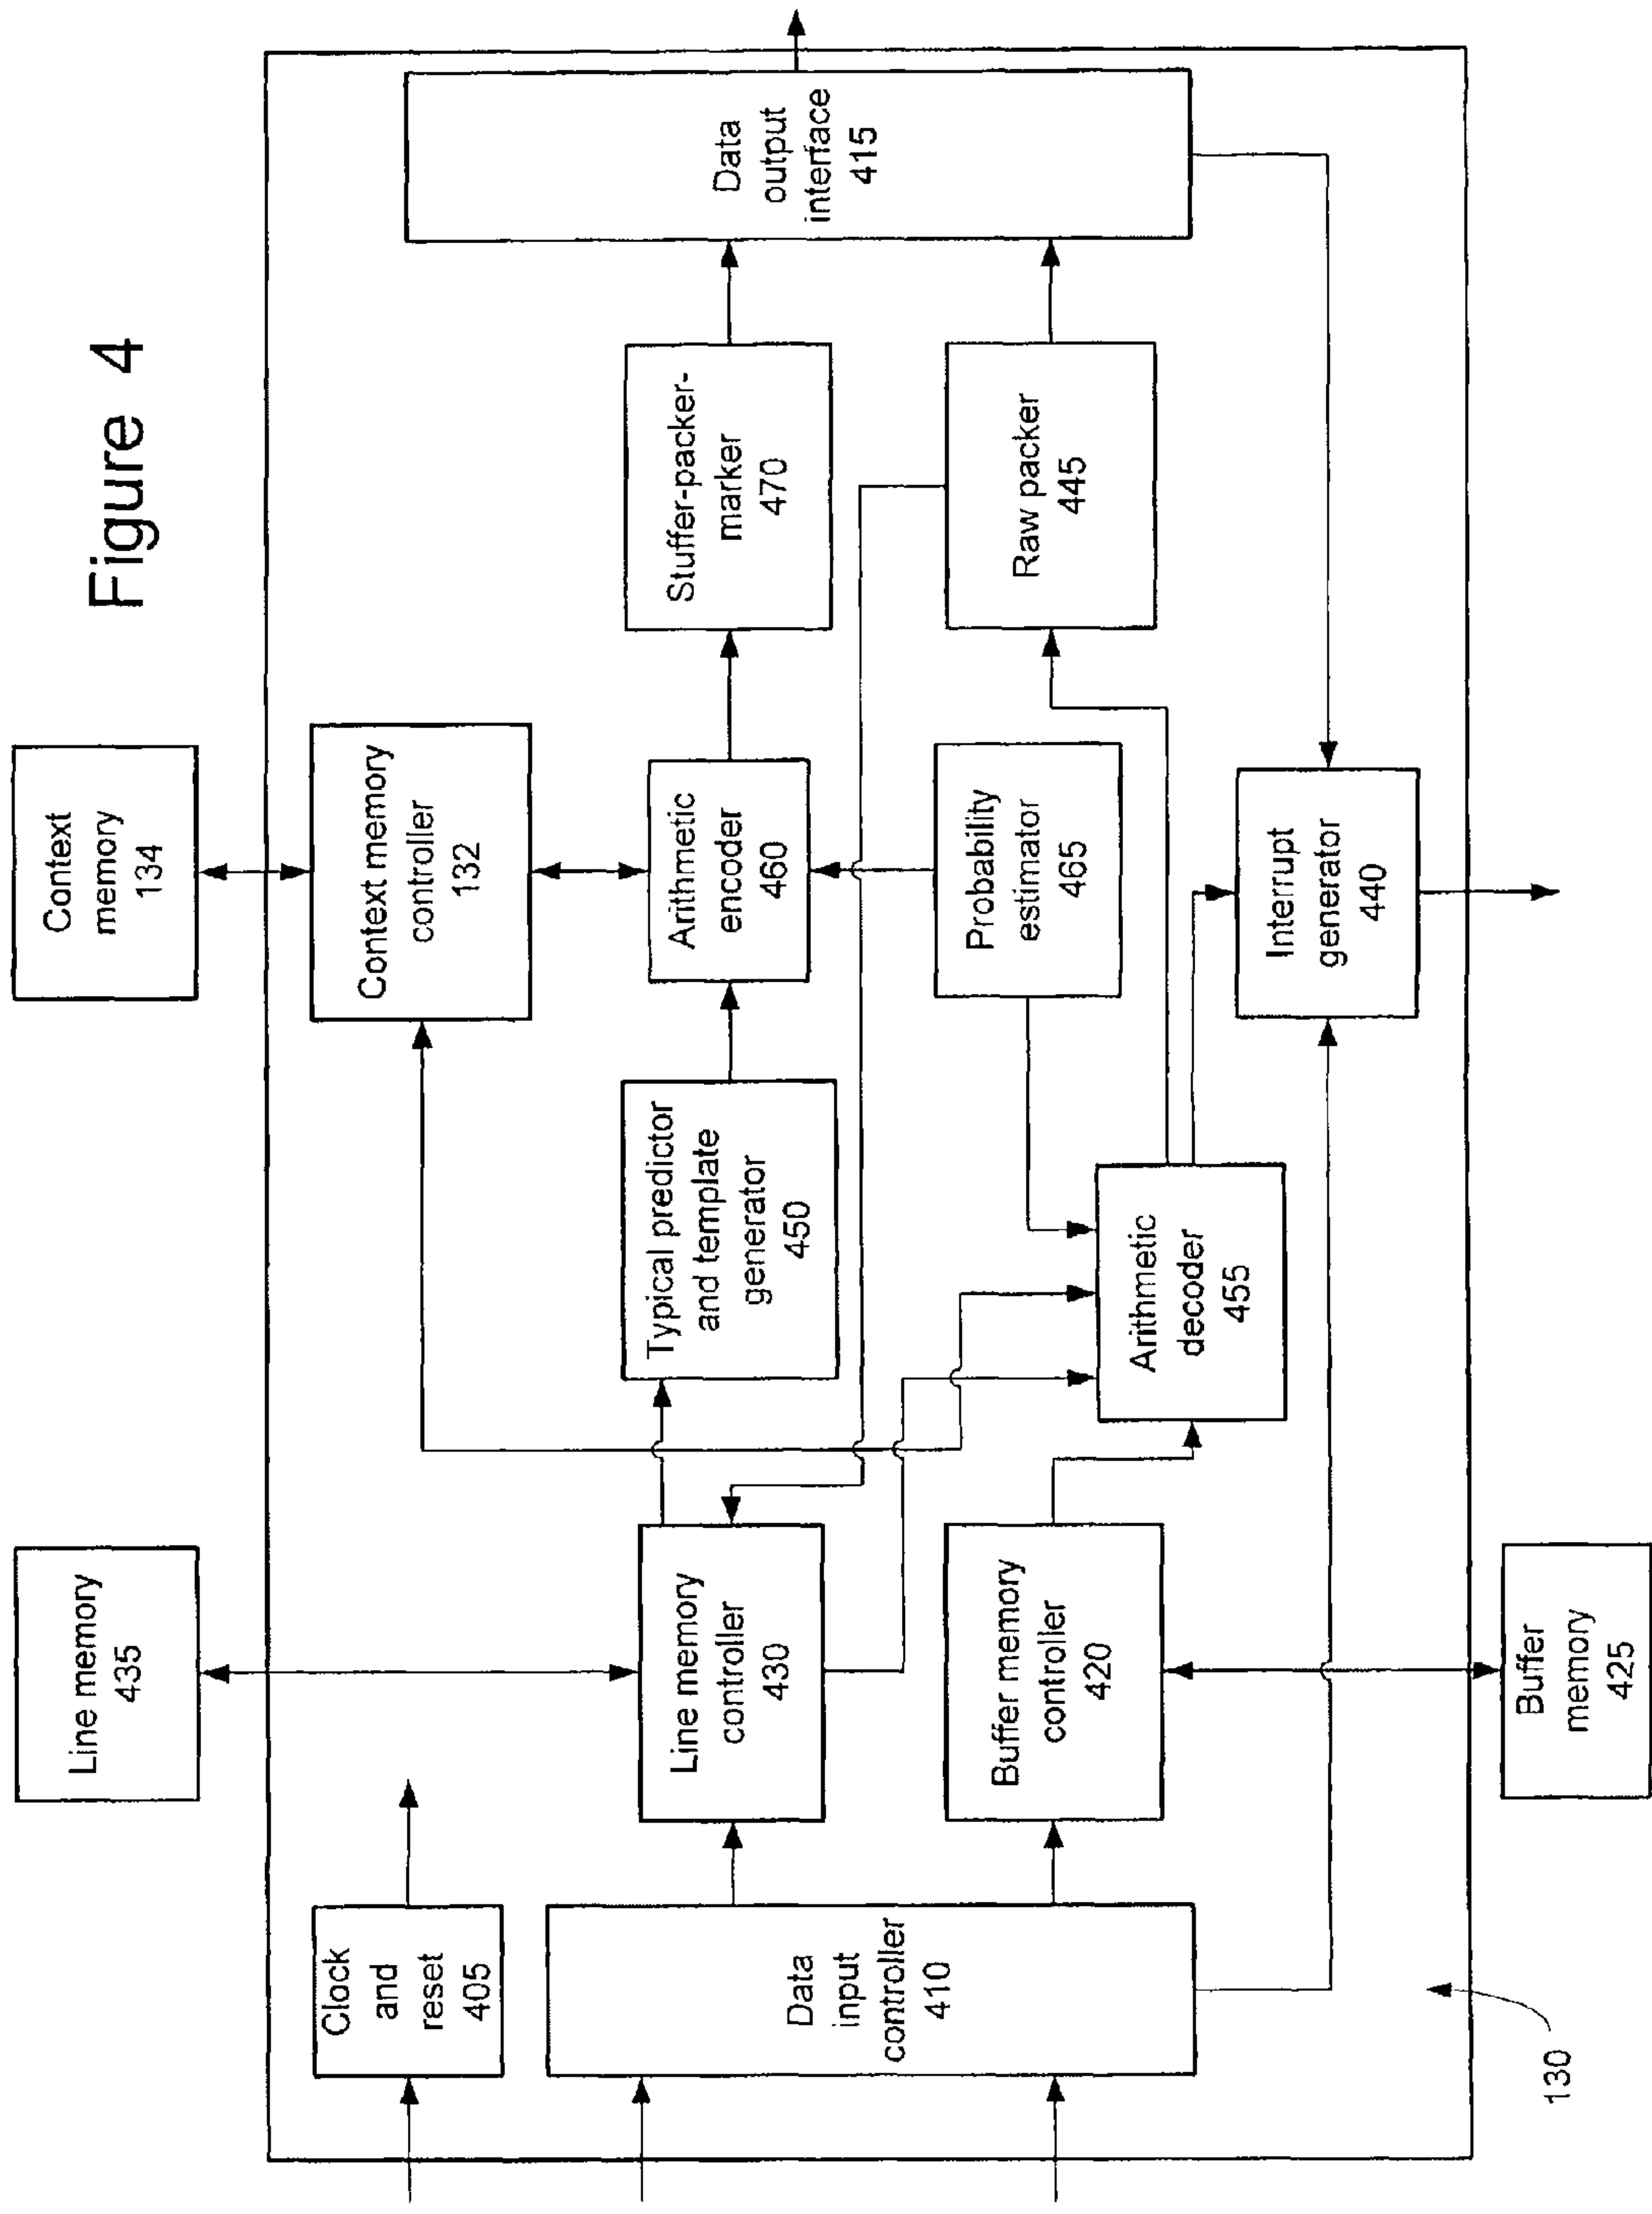 Figure 4
Line memory
435
Context
memory
134
Clock
and
reset
405
Context memory
controller
132
Data
input
controller
410
Line memory
controller
430
Typical predictor
and template
generator
450
Arithmetic
encoder
460
Stuffer-packer-
marker
470
Data
output
interface
415
Buffer memory
controller
420
Arithmetic
decoder
455
Probability
estimator
465
Raw packer
445
Interrupt
generator
440
130
Buffer
memory
425